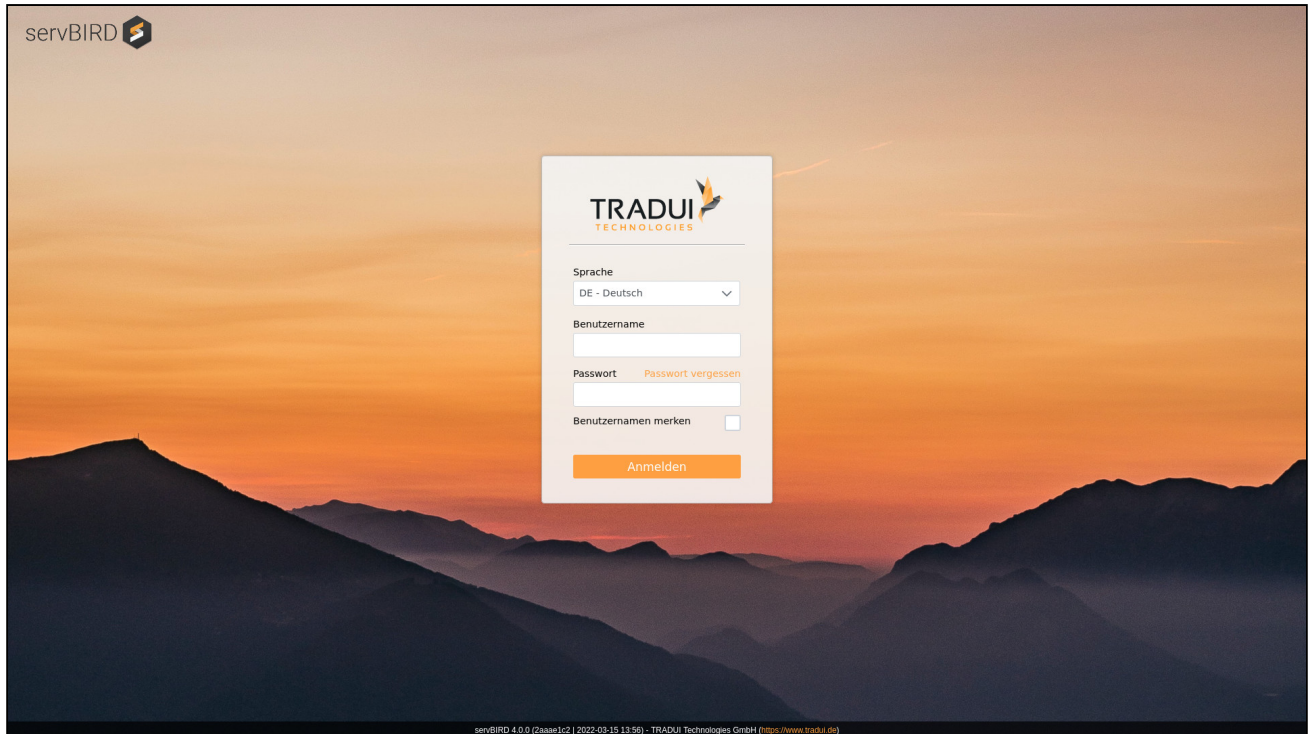 servBIRD
TRADUI
TECHNOLOGIES
Sprache
DE - Deutsch
Benutzername
Passwort Passwort vergessen
Benutzernamen merken
Anmelden
servBIRD 4.0.0 (2aaae1c2 | 2022-03-15 13:56) - TRADUI Technologies GmbH (https://www.tradui.de)